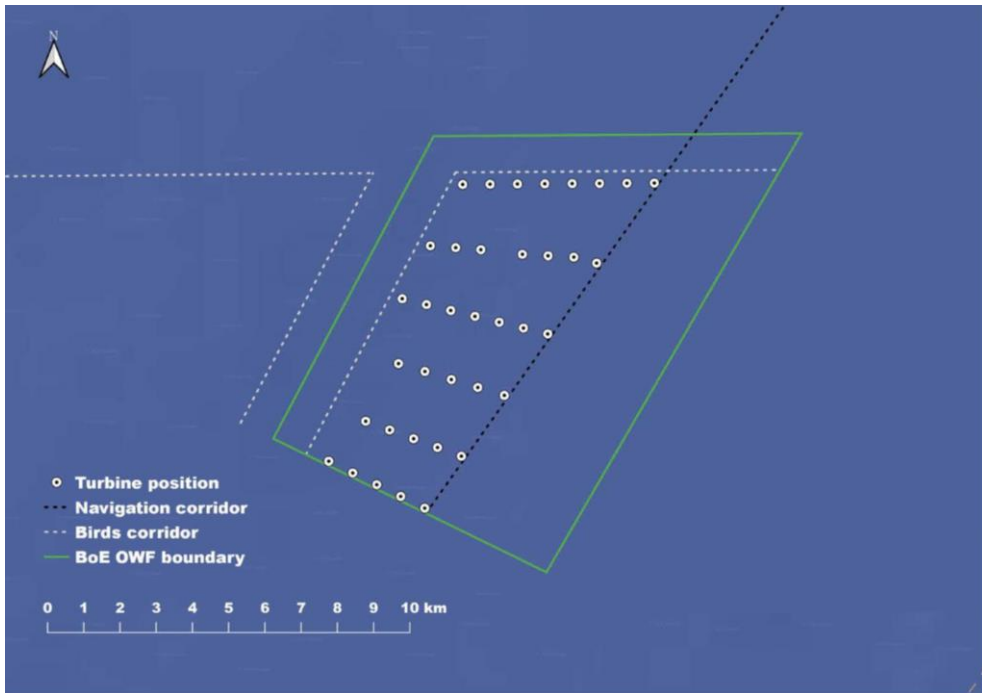 N
Turbine position
Navigation corridor
Birds corridor
BoE OWF boundary
0 1 2 3 4 5 6 7 8 9 10 km